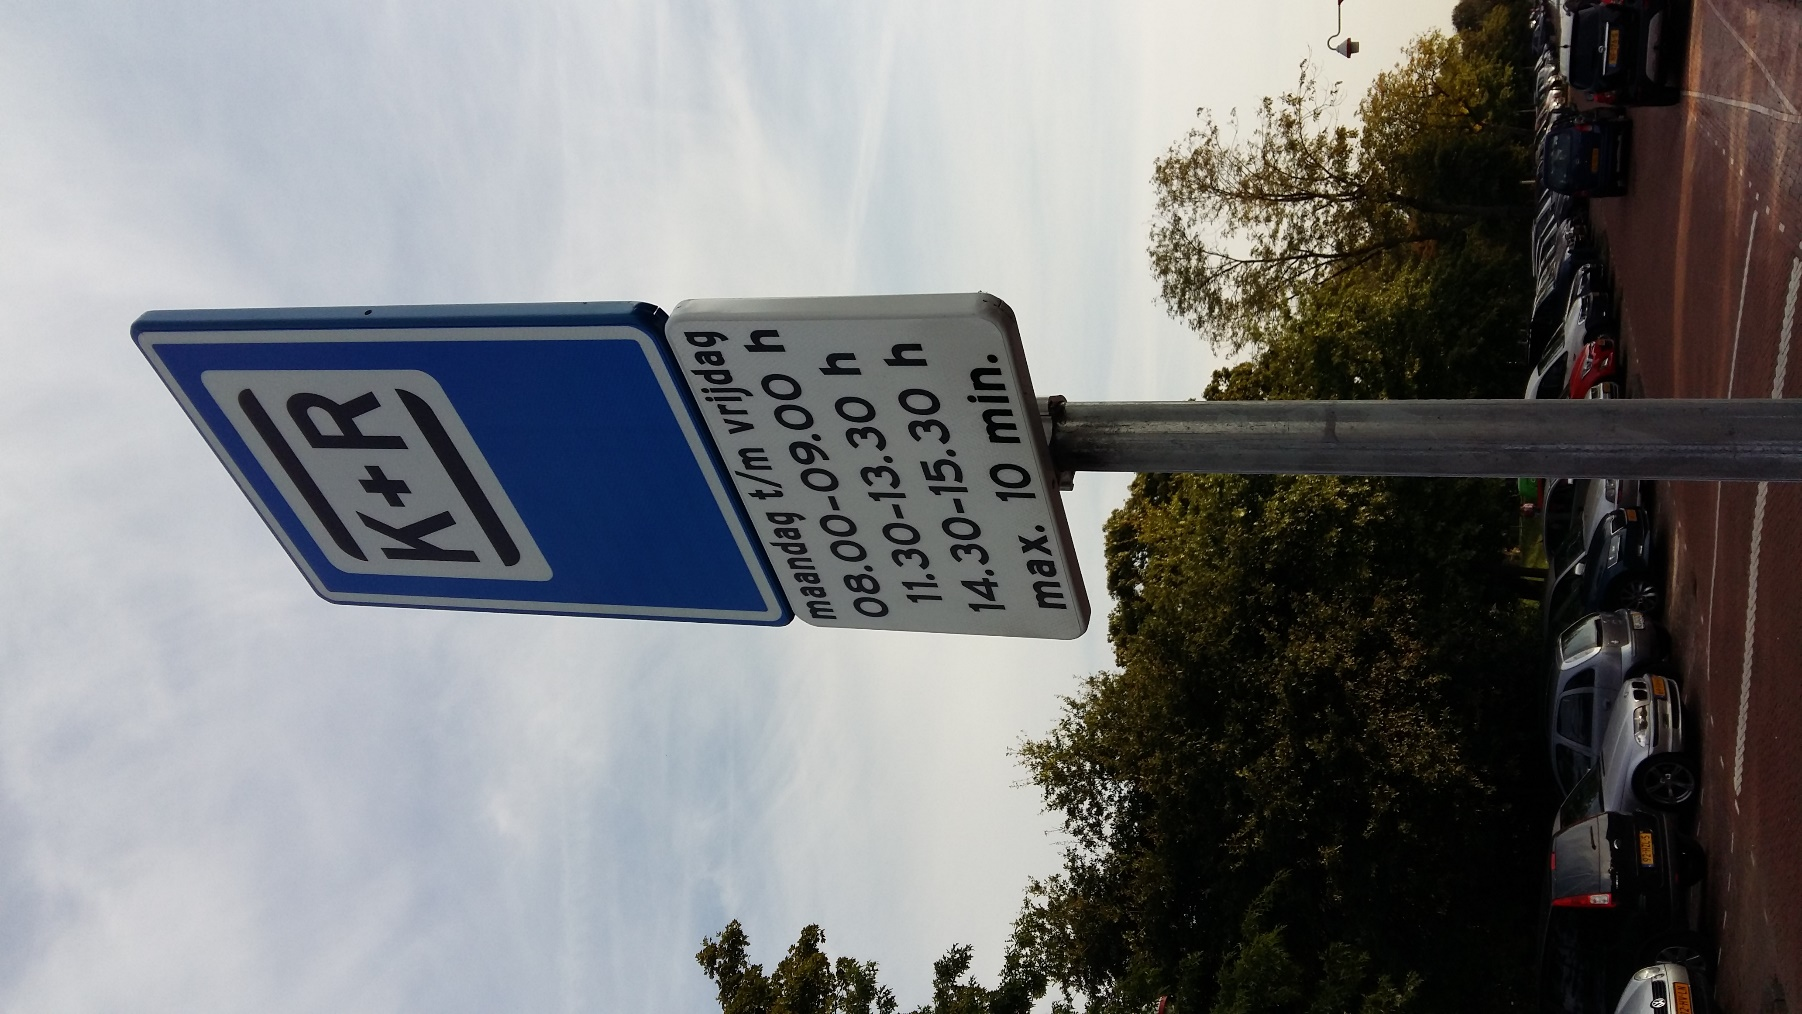 K+R
maandag t/m vrijdag
08.00-09.00 h
11.30-13.30 h
14.30-15.30 h
max. 10 min.